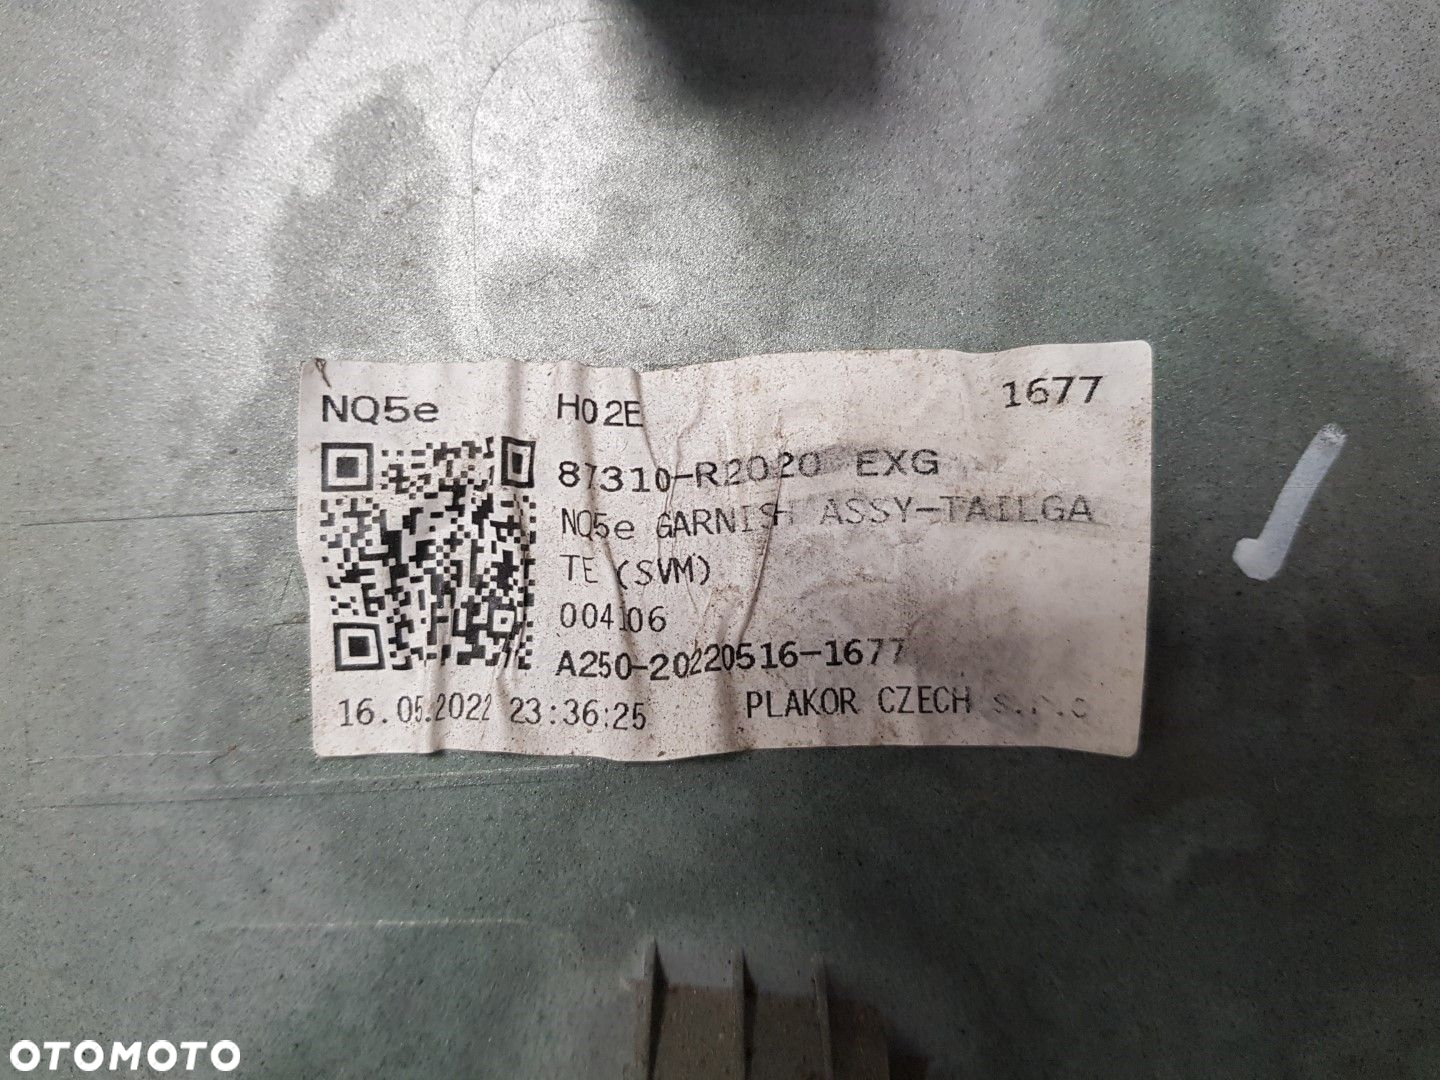 NQ5e H02E 1677
87310-R2020 EXG
NQ5e GARNISH ASSY-TAILGA
TE (SVM)
00406
A250-20220516-1677
16.05.2022 23:36:25 PLAKOR CZECH s.r.o
OTOMOTO